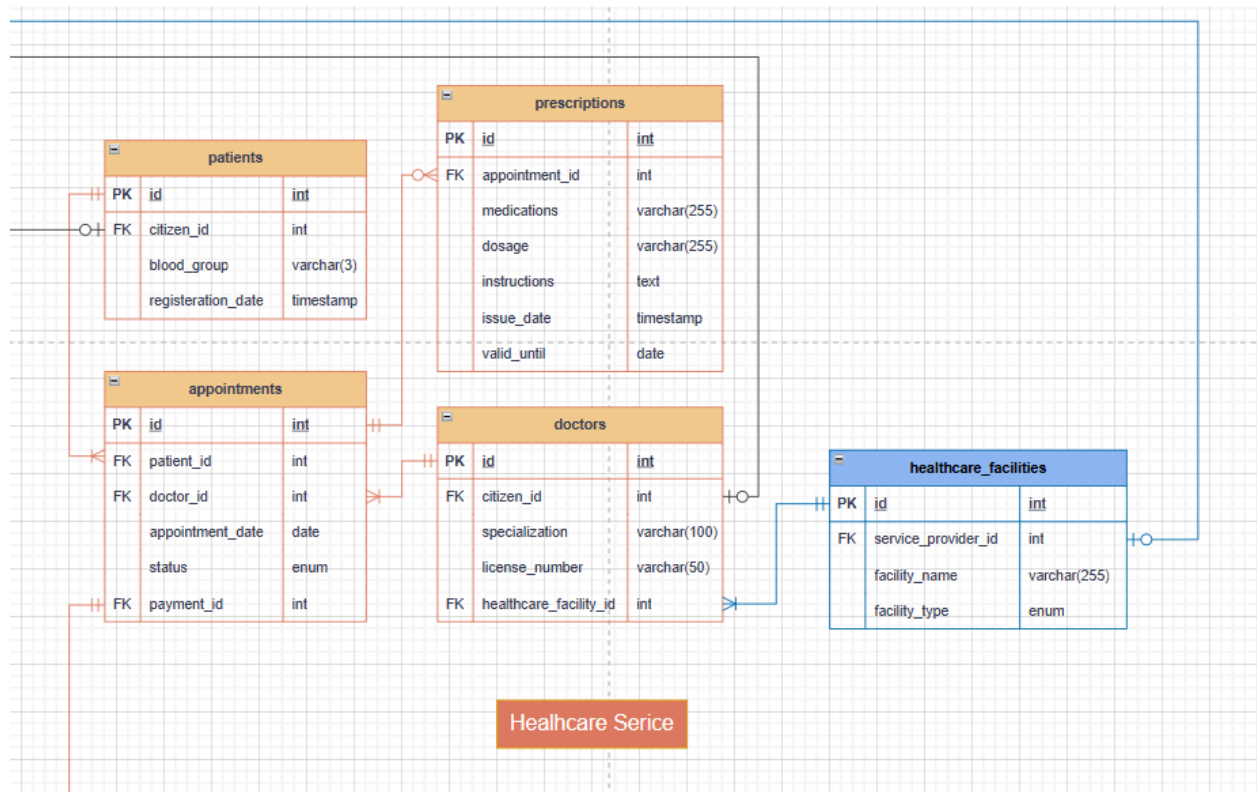 prescriptions
PK id int
FK appointment_id int
medications varchar(255)
dosage varchar(255)
instructions text
issue_date timestamp
valid_until date
patients
PK id int
FK citizen_id int
blood_group varchar(3)
registeration_date timestamp
appointments
PK id int
FK patient_id int
FK doctor_id int
appointment_date date
status enum
FK payment_id int
doctors
PK id int
FK citizen_id int
specialization varchar(100)
license_number varchar(50)
FK healthcare_facility_id int
healthcare_facilities
PK id int
FK service_provider_id int
facility_name varchar(255)
facility_type enum
Healhcare Serice